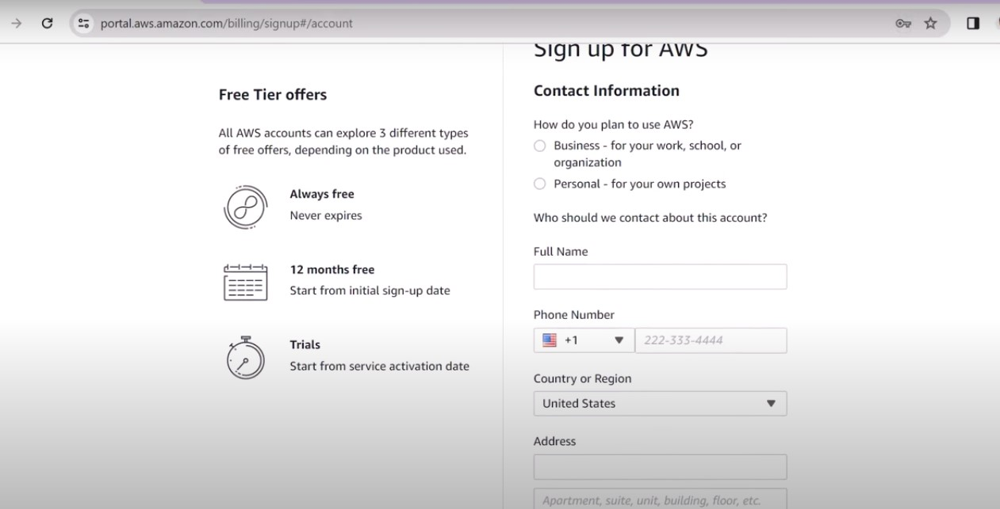 portal.aws.amazon.com/billing/signup#/account
Free Tier offers
All AWS accounts can explore 3 different types
of free offers, depending on the product used.
Always free
Never expires
12 months free
Start from initial sign-up date
Trials
Start from service activation date
Sign up for AWS
Contact Information
How do you plan to use AWS?
Business - for your work, school, or
organization
Personal - for your own projects
Who should we contact about this account?
Full Name
Phone Number
+1
222-333-4444
Country or Region
United States
Address
Apartment, suite, unit, building, floor, etc.